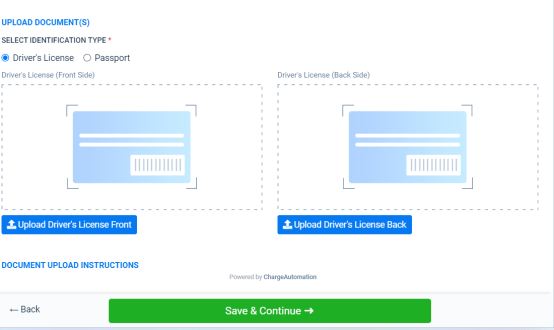 UPLOAD DOCUMENT(S)
SELECT IDENTIFICATION TYPE *
Driver's License Passport
Driver's License (Front Side) Driver's License (Back Side)
Upload Driver's License Front Upload Driver's License Back
DOCUMENT UPLOAD INSTRUCTIONS
Powered by ChargeAutomation
← Back Save & Continue →